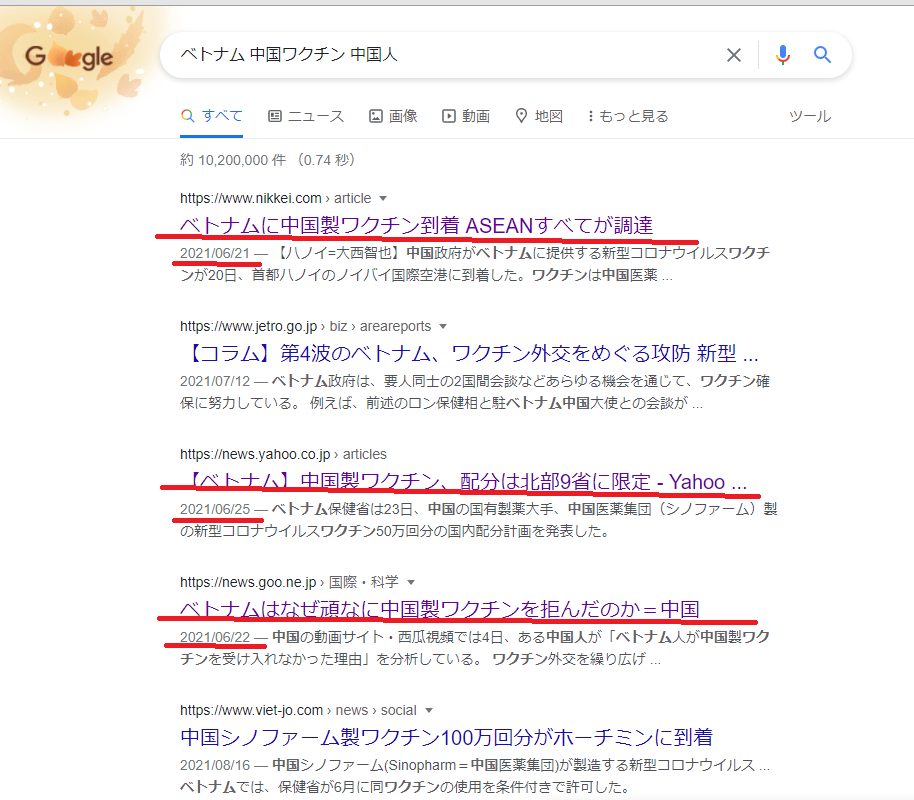 Google
ベトナム 中国ワクチン 中国人
すべて ニュース 画像 動画 地図 もっと見る ツール
約 10,200,000 件 （0.74 秒）
https://www.nikkei.com › article
ベトナムに中国製ワクチン到着 ASEANすべてが調達
2021/06/21 — 【ハノイ=大西智也】中国政府がベトナムに提供する新型コロナウイルスワクチ
ンが20日、首都ハノイのノイバイ国際空港に到着した。ワクチンは中国医薬 ...
https://www.jetro.go.jp › biz › areareports
【コラム】第4波のベトナム、ワクチン外交をめぐる攻防 新型 ...
2021/07/12 — ベトナム政府は、要人同士の2国間会談などあらゆる機会を通じて、ワクチン確
保に努力している。 例えば、前述のロン保健相と駐ベトナム中国大使との会談が ...
https://news.yahoo.co.jp › articles
【ベトナム】中国製ワクチン、配分は北部9省に限定 - Yahoo ...
2021/06/25 — ベトナム保健省は23日、中国の国有製薬大手、中国医薬集団（シノファーム）製
の新型コロナウイルスワクチン50万回分の国内配分計画を発表した。
https://news.goo.ne.jp › 国際・科学
ベトナムはなぜ頑なに中国製ワクチンを拒んだのか＝中国
2021/06/22 — 中国の動画サイト・西瓜視頻では4日、ある中国人が「ベトナム人が中国製ワク
チンを受け入れなかった理由」を分析している。 ワクチン外交を繰り広げ ...
https://www.viet-jo.com › news › social
中国シノファーム製ワクチン100万回分がホーチミンに到着
2021/08/16 — 中国シノファーム(Sinopharm＝中国医薬集団)が製造する新型コロナウイルス ...
ベトナムでは、保健省が6月に同ワクチンの使用を条件付きで許可した。